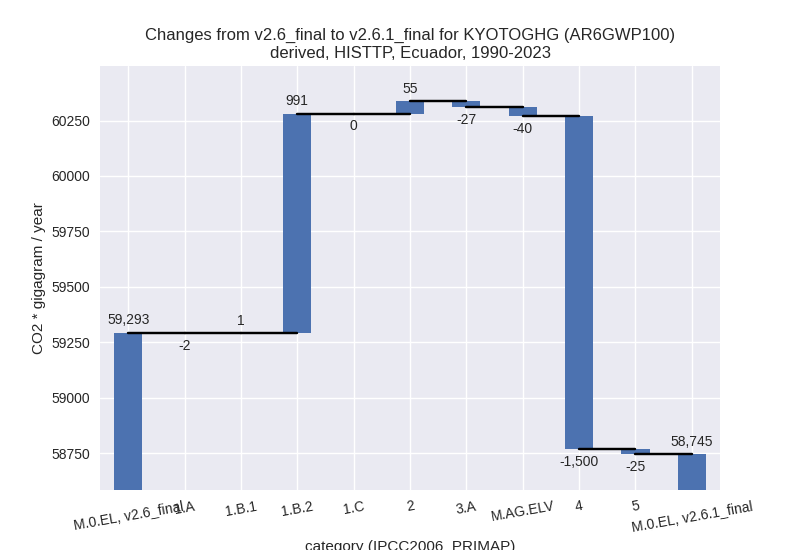 Changes from v2.6_final to v2.6.1_final for KYOTOGHG (AR6GWP100)
derived, HISTTP, Ecuador, 1990-2023
CO2 * gigagram / year
60250
60000
59750
59500
59250
59000
58750
59,293
-2
1
991
0
55
-27
-40
-1,500
-25
58,745
M.0.EL, v2.6_final
1.A
1.B.1
1.B.2
1.C
2
3.A
M.AG.ELV
4
5
M.0.EL, v2.6.1_final
category (IPCC2006_PRIMAP)